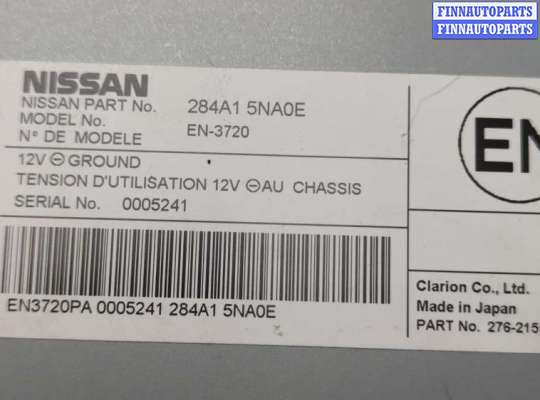 FINNAUTOPARTS
FINNAUTOPARTS
NISSAN
NISSAN PART No. 284A1 5NA0E
MODEL No.
N° DE MODELE EN-3720
12V ⊖ GROUND
TENSION D'UTILISATION 12V ⊖ AU CHASSIS
SERIAL No. 0005241
EN3720PA 0005241 284A1 5NA0E
EN
Clarion Co., Ltd.
Made in Japan
PART No. 276-215